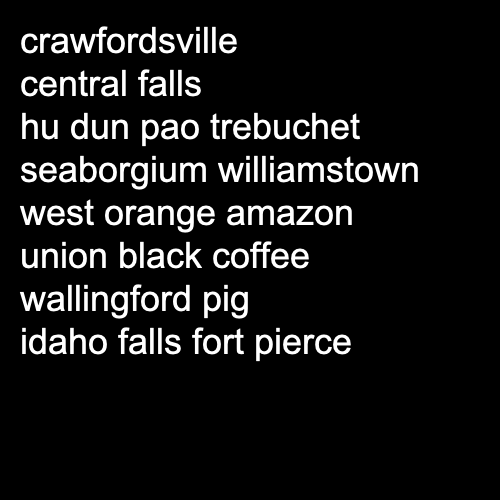 crawfordsville
central falls
hu dun pao trebuchet
seaborgium williamstown
west orange amazon
union black coffee
wallingford pig
idaho falls fort pierce